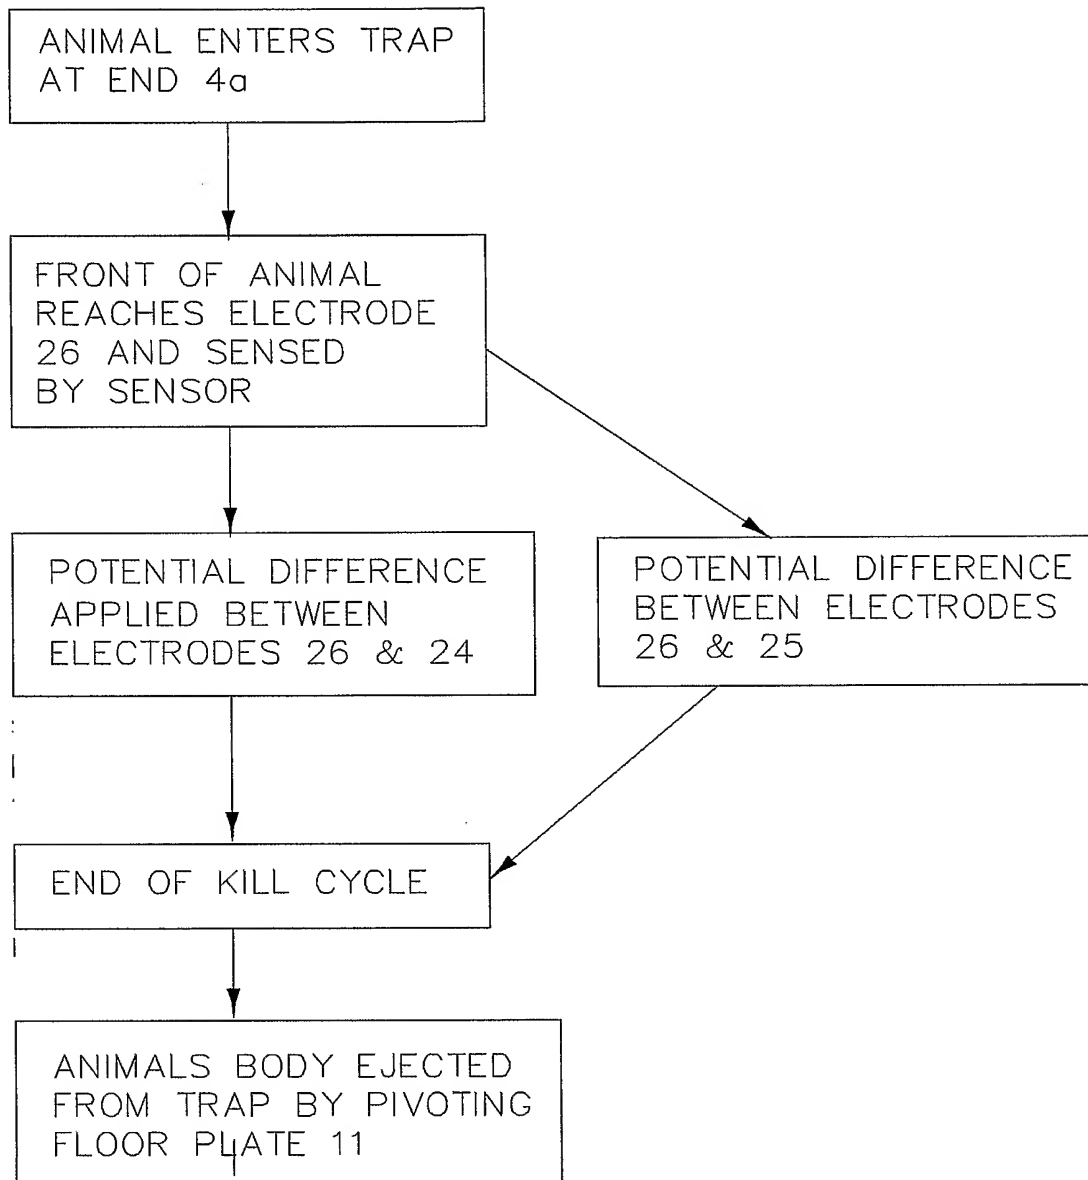 ANIMAL ENTERS TRAP
AT END 4a
FRONT OF ANIMAL
REACHES ELECTRODE
26 AND SENSED
BY SENSOR
POTENTIAL DIFFERENCE
APPLIED BETWEEN
ELECTRODES 26 & 24
POTENTIAL DIFFERENCE
BETWEEN ELECTRODES
26 & 25
END OF KILL CYCLE
ANIMALS BODY EJECTED
FROM TRAP BY PIVOTING
FLOOR PLATE 11